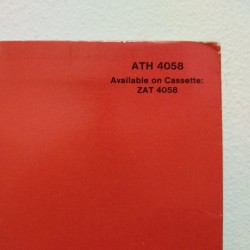 ATH 4058
Available on Cassette:
ZAT 4058